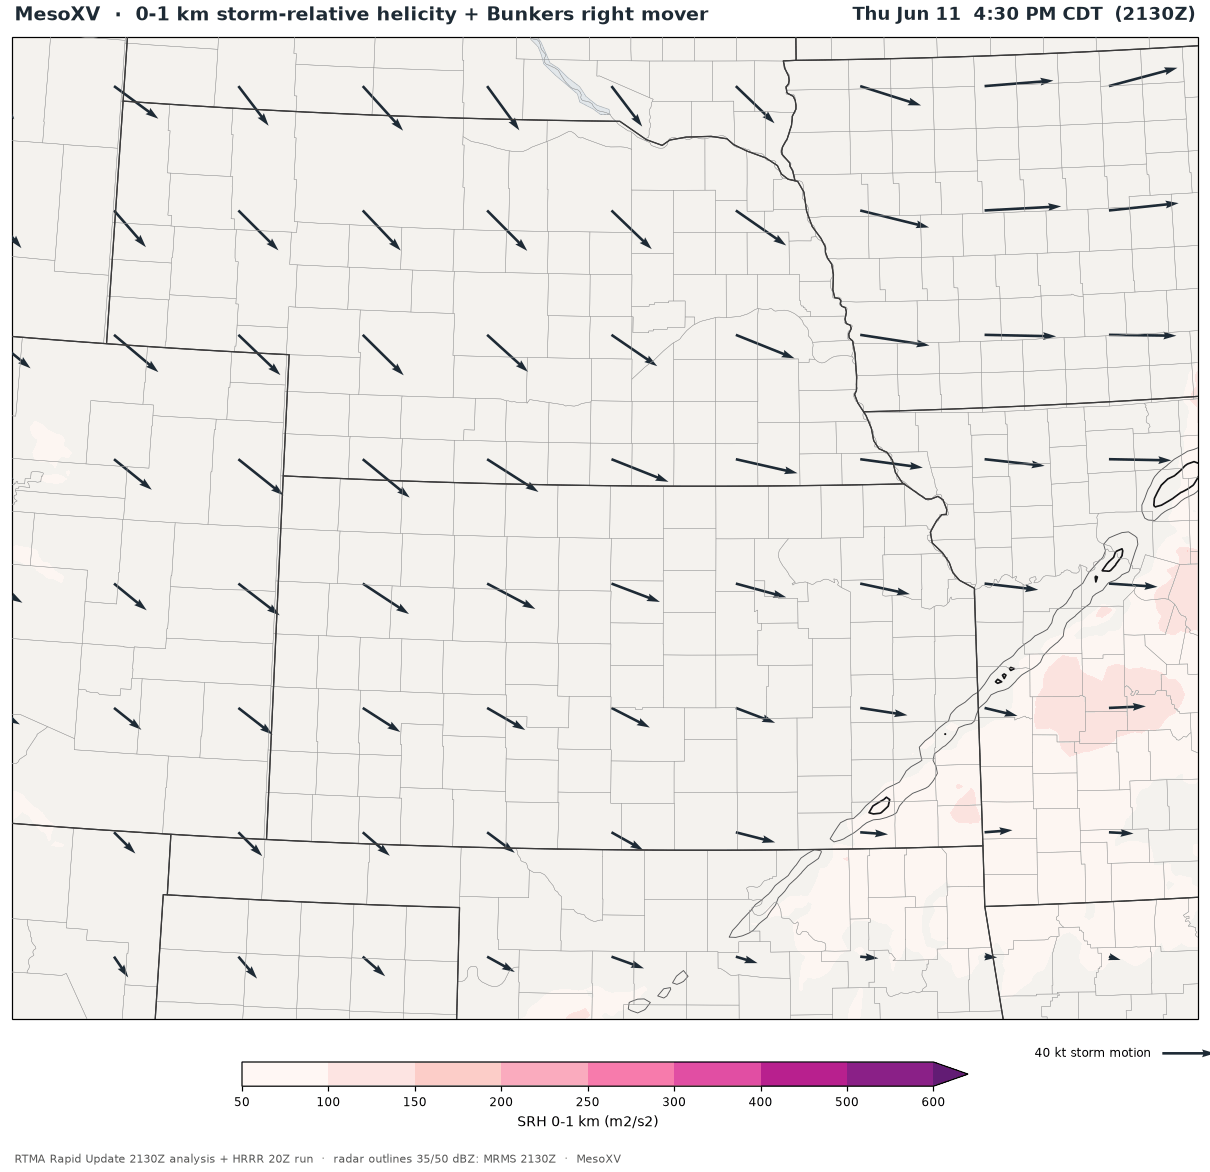 MesoXV · 0-1 km storm-relative helicity + Bunkers right mover
Thu Jun 11 4:30 PM CDT (2130Z)
40 kt storm motion
50 100 150 200 250 300 400 500 600
SRH 0-1 km (m2/s2)
RTMA Rapid Update 2130Z analysis + HRRR 20Z run · radar outlines 35/50 dBZ: MRMS 2130Z · MesoXV